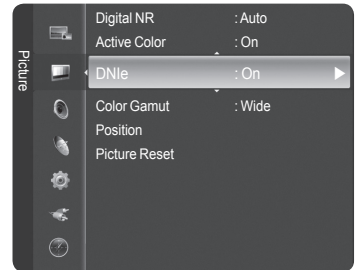 Picture
Digital NR : Auto
Active Color : On
DNIe : On
Color Gamut : Wide
Position
Picture Reset